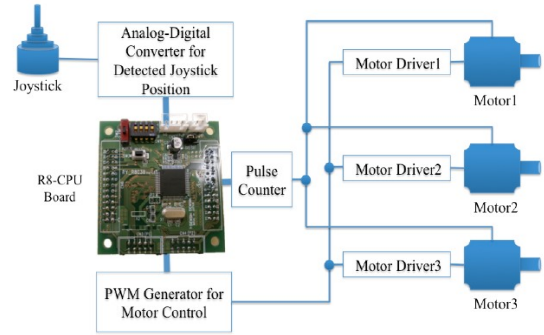 Analog-Digital
Converter for
Detected Joystick
Position
Joystick
Motor Driver1
Motor1
R8-CPU
Board
Pulse
Counter
Motor Driver2
Motor2
PWM Generator for
Motor Control
Motor Driver3
Motor3